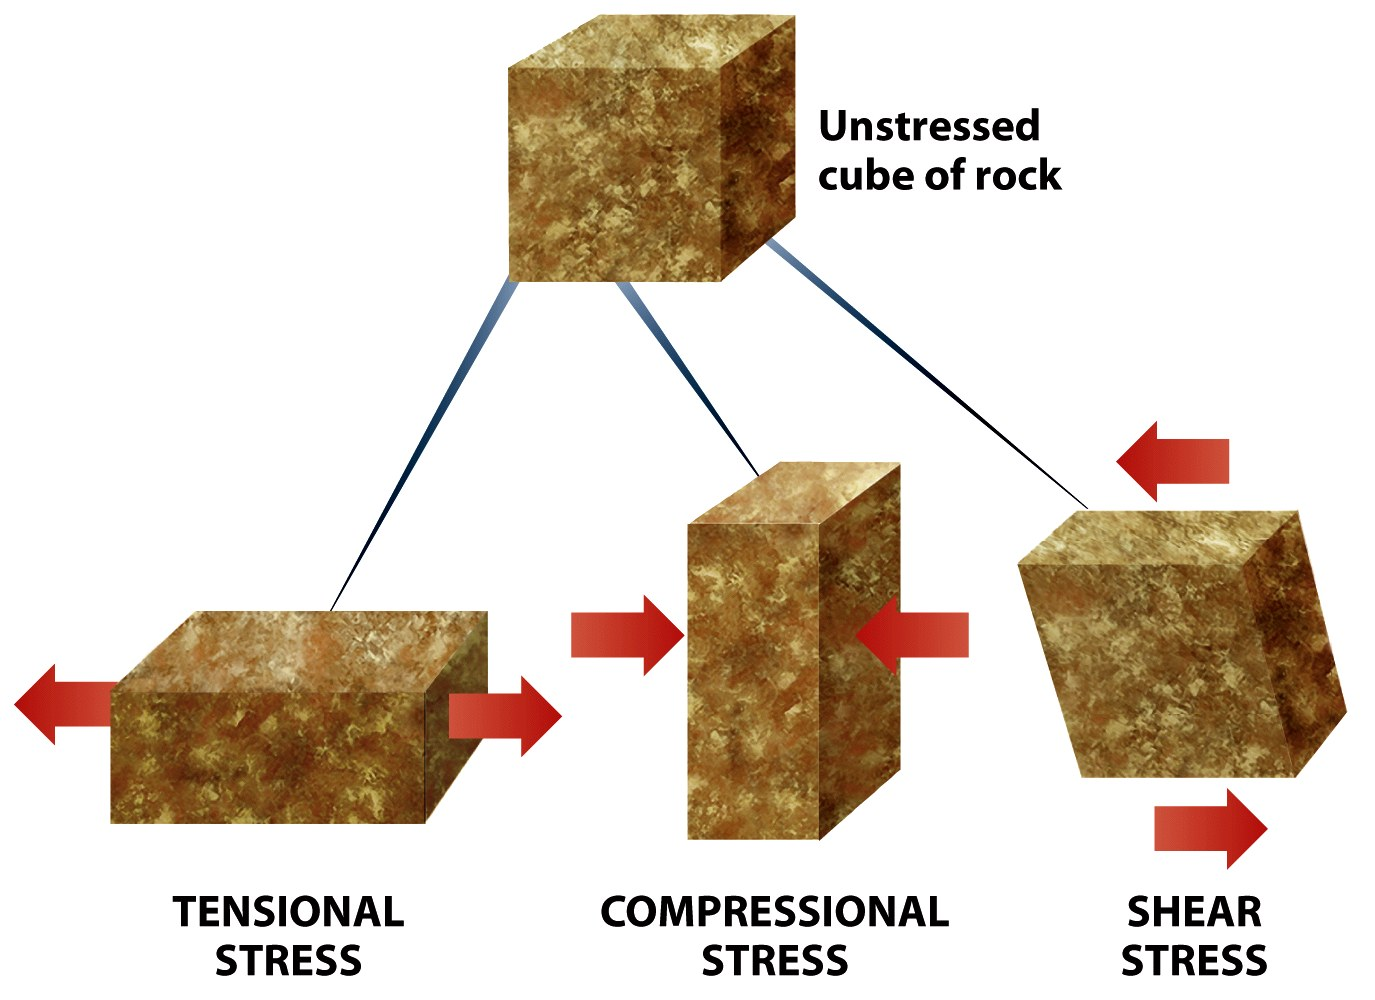 Unstressed
cube of rock
TENSIONAL
STRESS
COMPRESSIONAL
STRESS
SHEAR
STRESS